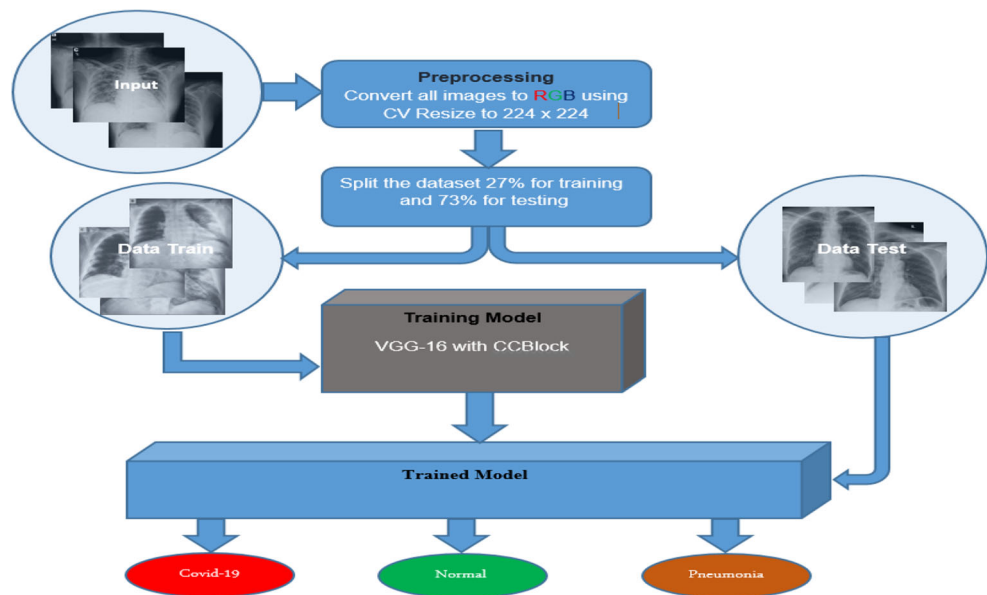 Input
Preprocessing
Convert all images to RGB using
CV Resize to 224 x 224
Split the dataset 27% for training
and 73% for testing
Data Train
Data Test
Training Model
VGG-16 with CCBlock
Trained Model
Covid-19
Normal
Pneumonia